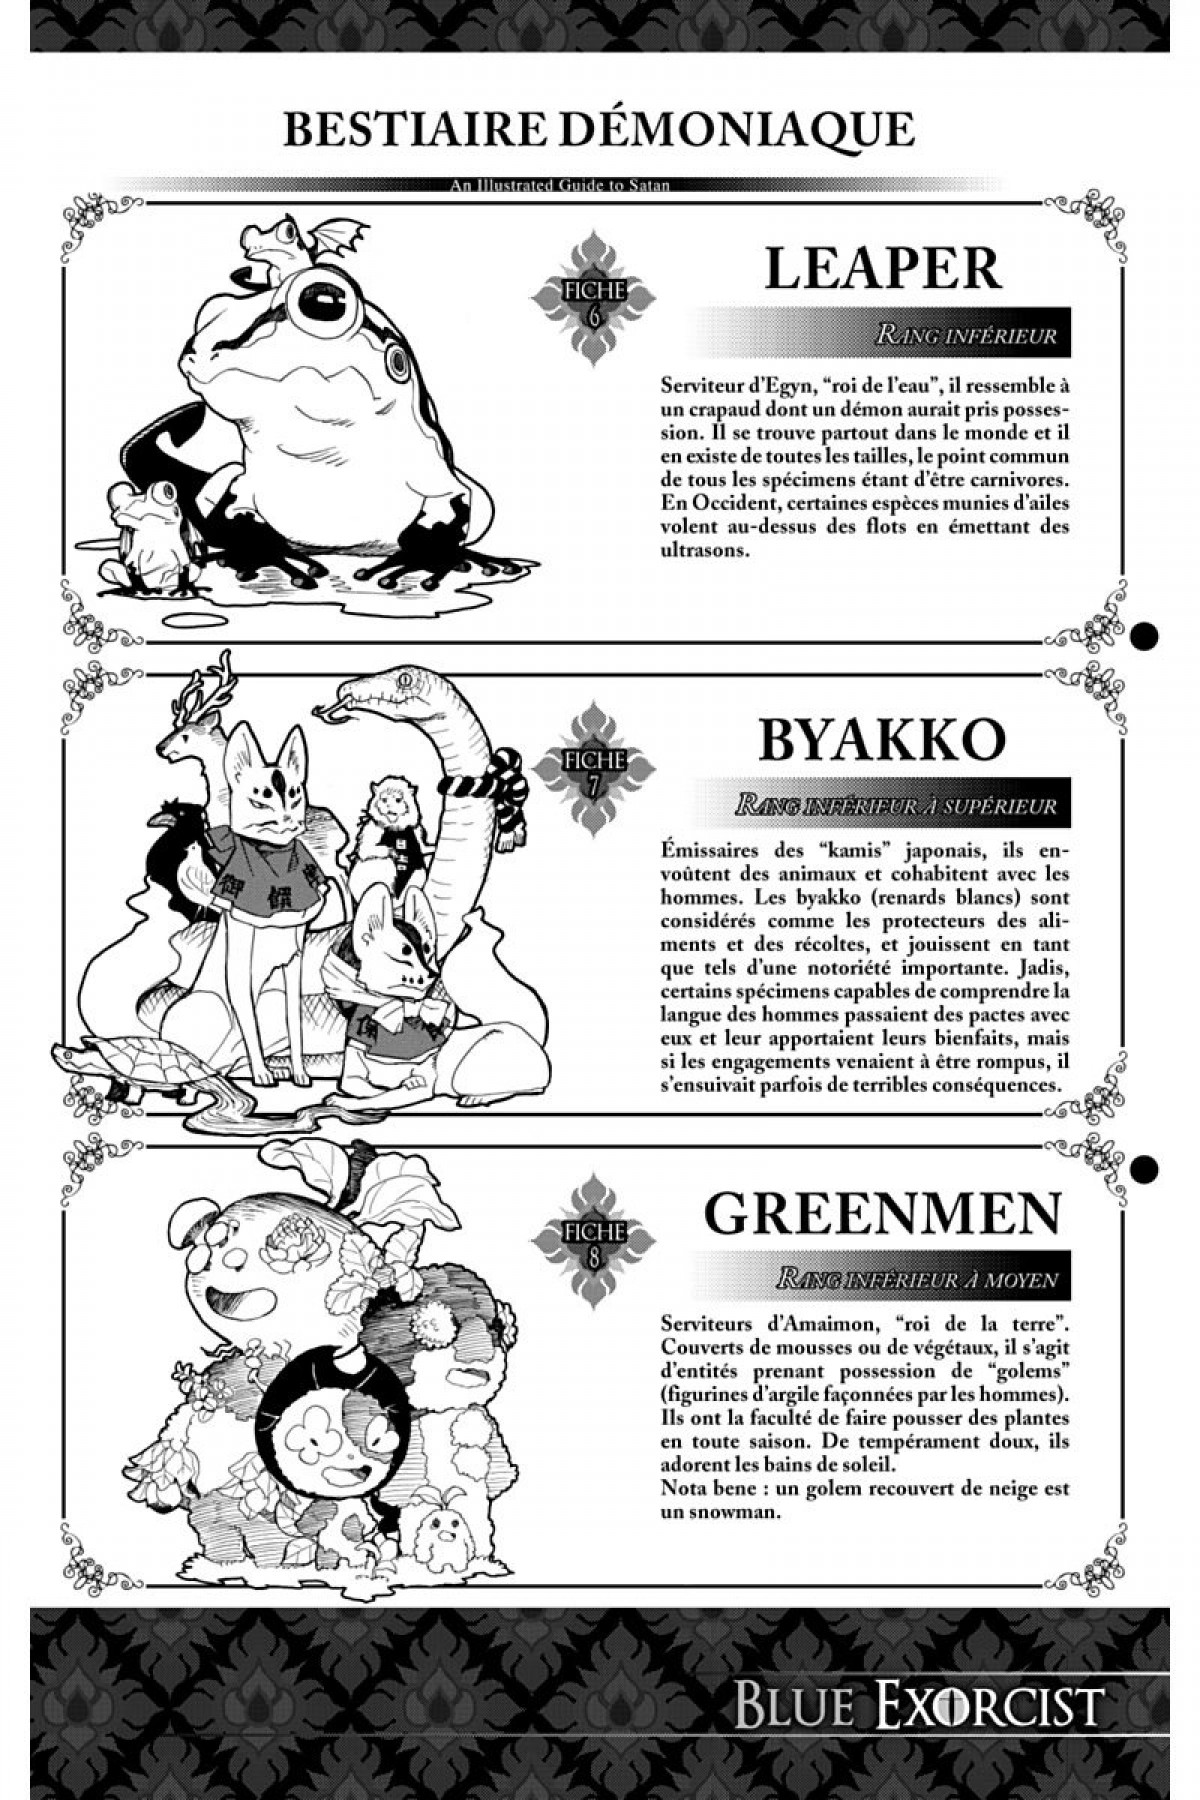 BESTIAIRE DÉMONIAQUE
An Illustrated Guide to Satan
FICHE
6
LEAPER
RANG INFÉRIEUR
Serviteur d'Egyn, “roi de l'eau”, il ressemble à
un crapaud dont un démon aurait pris posses-
sion. Il se trouve partout dans le monde et il
en existe de toutes les tailles, le point commun
de tous les spécimens étant d'être carnivores.
En Occident, certaines espèces munies d'ailes
volent au-dessus des flots en émettant des
ultrasons.
FICHE
7
BYAKKO
RANG INFÉRIEUR À SUPÉRIEUR
Émissaires des “kamis” japonais, ils en-
voûtent des animaux et cohabitent avec les
hommes. Les byakko (renards blancs) sont
considérés comme les protecteurs des ali-
ments et des récoltes, et jouissent en tant
que tels d'une notoriété importante. Jadis,
certains spécimens capables de comprendre la
langue des hommes passaient des pactes avec
eux et leur apportaient leurs bienfaits, mais
si les engagements venaient à être rompus, il
s'ensuivait parfois de terribles conséquences.
御饌
FICHE
8
GREENMEN
RANG INFÉRIEUR À MOYEN
Serviteurs d'Amaimon, “roi de la terre”.
Couverts de mousses ou de végétaux, il s'agit
d'entités prenant possession de “golems”
(figurines d'argile façonnées par les hommes).
Ils ont la faculté de faire pousser des plantes
en toute saison. De tempérament doux, ils
adorent les bains de soleil.
Nota bene : un golem recouvert de neige est
un snowman.
BLUE EXORCIST